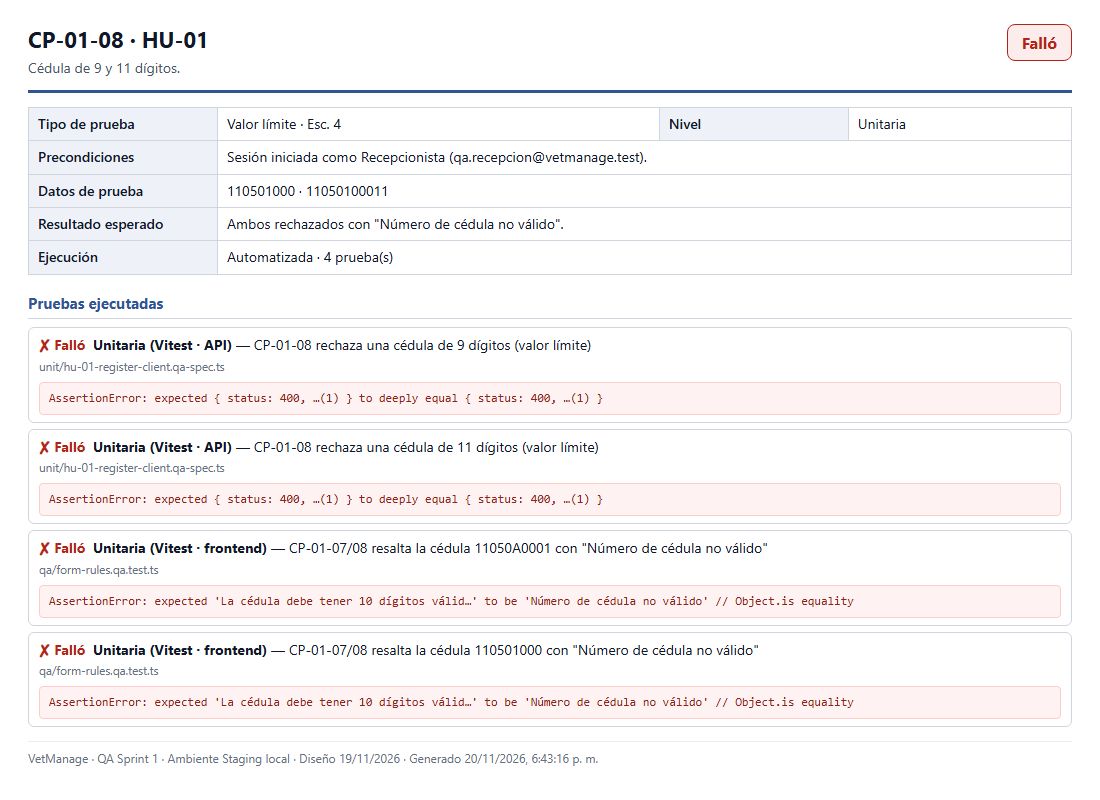 CP-01-08 · HU-01
Falló
Cédula de 9 y 11 dígitos.
Tipo de prueba Valor límite · Esc. 4 Nivel Unitaria
Precondiciones Sesión iniciada como Recepcionista (qa.recepcion@vetmanage.test).
Datos de prueba 110501000 · 11050100011
Resultado esperado Ambos rechazados con "Número de cédula no válido".
Ejecución Automatizada · 4 prueba(s)
Pruebas ejecutadas
✗ Falló Unitaria (Vitest · API) — CP-01-08 rechaza una cédula de 9 dígitos (valor límite)
unit/hu-01-register-client.qa-spec.ts
AssertionError: expected { status: 400, …(1) } to deeply equal { status: 400, …(1) }
✗ Falló Unitaria (Vitest · API) — CP-01-08 rechaza una cédula de 11 dígitos (valor límite)
unit/hu-01-register-client.qa-spec.ts
AssertionError: expected { status: 400, …(1) } to deeply equal { status: 400, …(1) }
✗ Falló Unitaria (Vitest · frontend) — CP-01-07/08 resalta la cédula 11050A0001 con "Número de cédula no válido"
qa/form-rules.qa.test.ts
AssertionError: expected 'La cédula debe tener 10 dígitos válid…' to be 'Número de cédula no válido' // Object.is equality
✗ Falló Unitaria (Vitest · frontend) — CP-01-07/08 resalta la cédula 110501000 con "Número de cédula no válido"
qa/form-rules.qa.test.ts
AssertionError: expected 'La cédula debe tener 10 dígitos válid…' to be 'Número de cédula no válido' // Object.is equality
VetManage · QA Sprint 1 · Ambiente Staging local · Diseño 19/11/2026 · Generado 20/11/2026, 6:43:16 p. m.